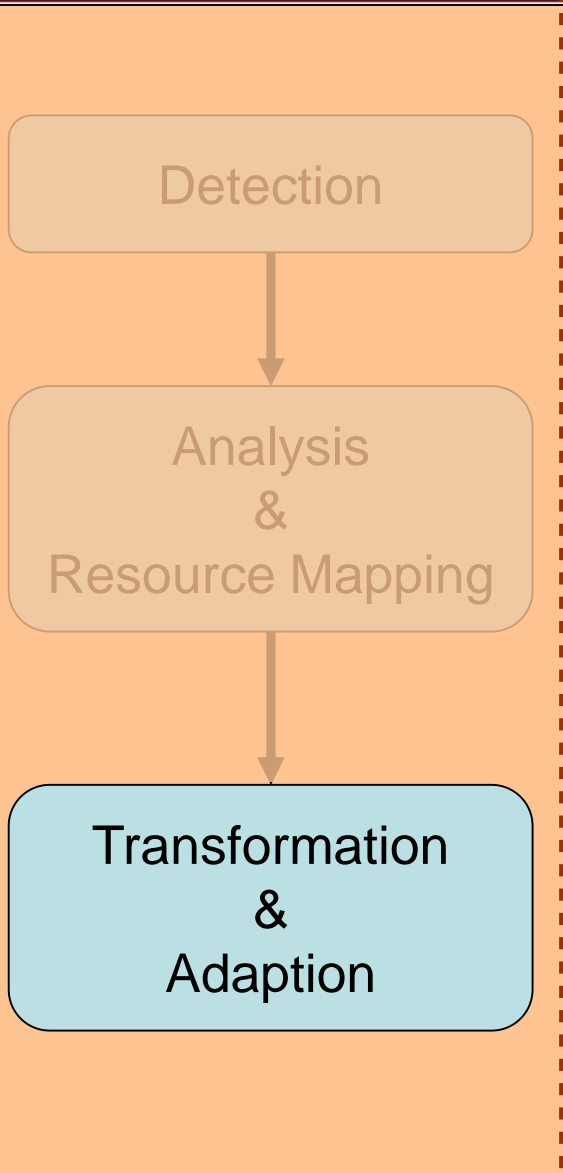 Detection
Analysis
&
Resource Mapping
Transformation
&
Adaption